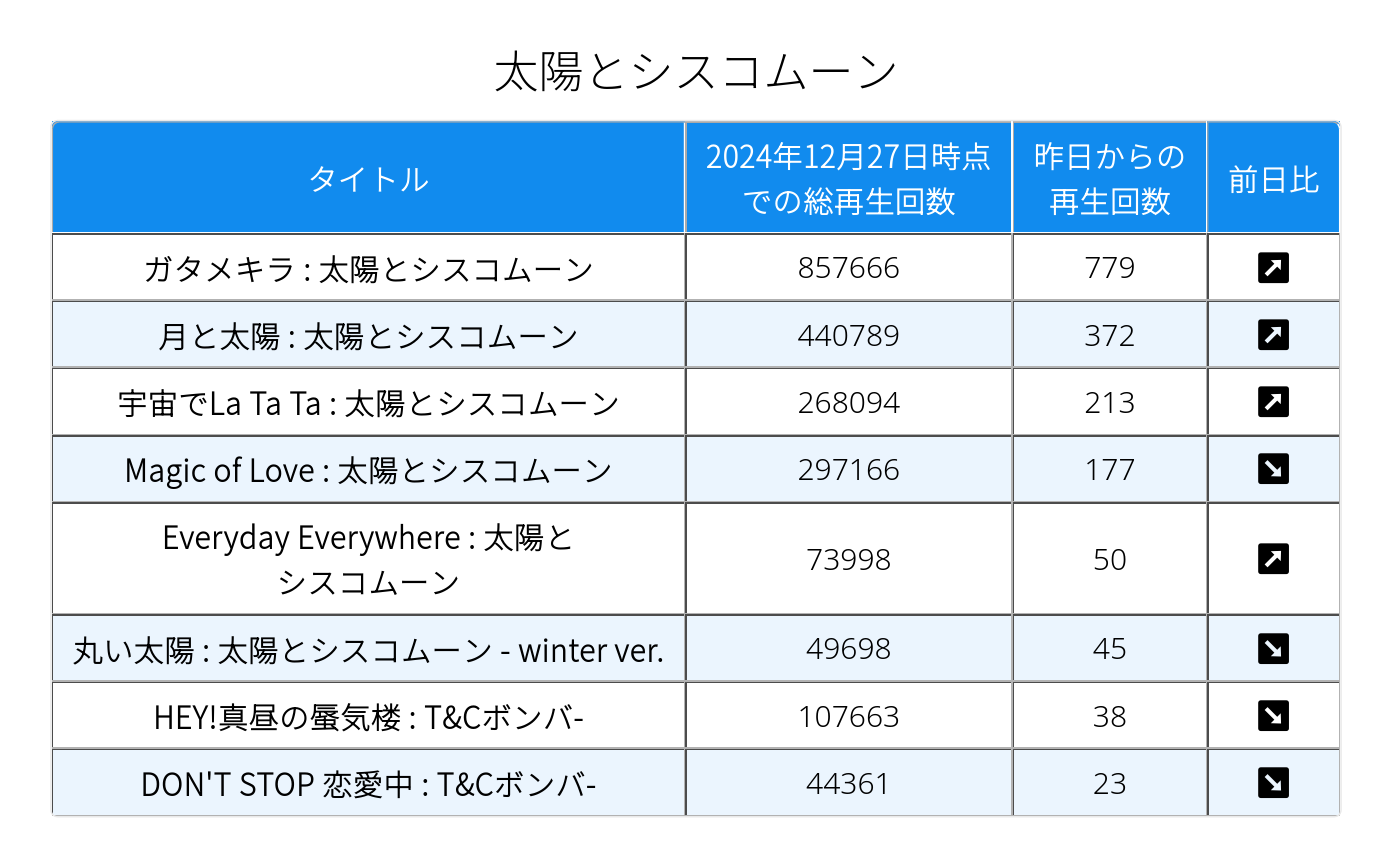 太陽とシスコムーン
タイトル
2024年12月27日時点
での総再生回数
昨日からの
再生回数
前日比
ガタメキラ : 太陽とシスコムーン 857666 779 ↗
月と太陽 : 太陽とシスコムーン 440789 372 ↗
宇宙でLa Ta Ta : 太陽とシスコムーン 268094 213 ↗
Magic of Love : 太陽とシスコムーン 297166 177 ↘
Everyday Everywhere : 太陽と
シスコムーン 73998 50 ↗
丸い太陽 : 太陽とシスコムーン - winter ver. 49698 45 ↘
HEY!真昼の蜃気楼 : T&Cボンバ- 107663 38 ↘
DON'T STOP 恋愛中 : T&Cボンバ- 44361 23 ↘